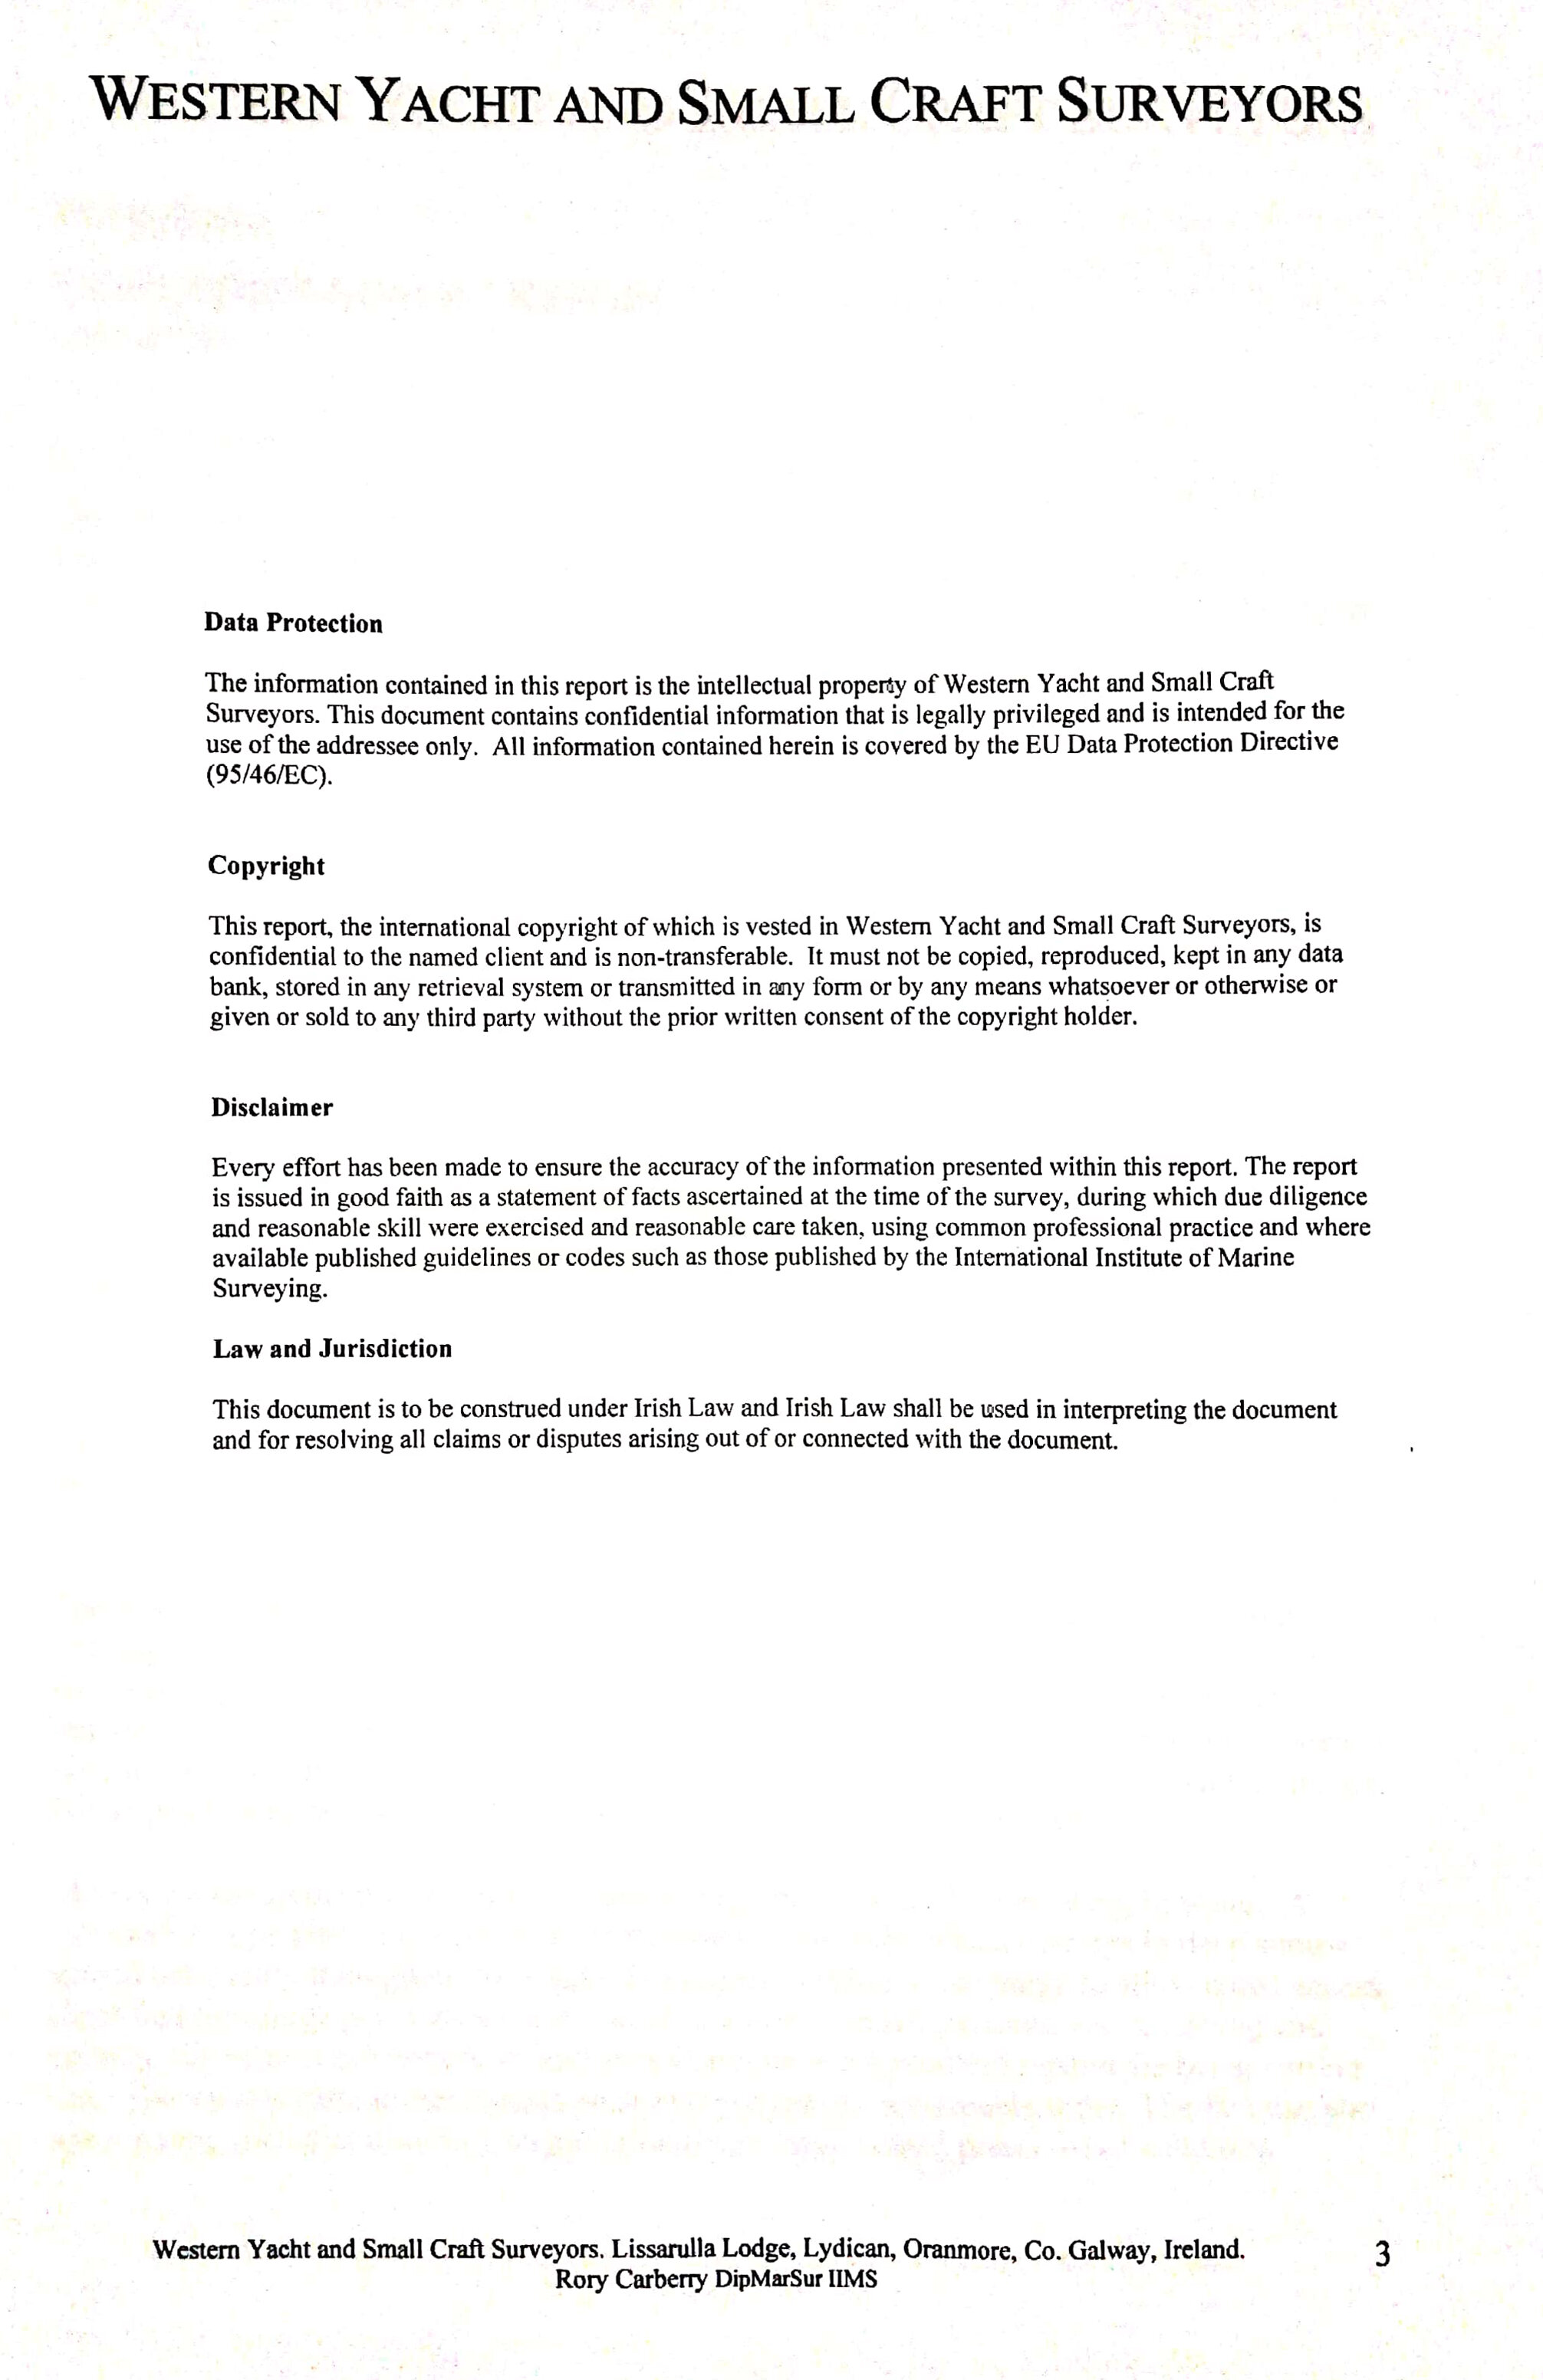 WESTERN YACHT AND SMALL CRAFT SURVEYORS
Data Protection
The information contained in this report is the intellectual property of Western Yacht and Small Craft
Surveyors. This document contains confidential information that is legally privileged and is intended for the
use of the addressee only. All information contained herein is covered by the EU Data Protection Directive
(95/46/EC).
Copyright
This report, the international copyright of which is vested in Western Yacht and Small Craft Surveyors, is
confidential to the named client and is non-transferable. It must not be copied, reproduced, kept in any data
bank, stored in any retrieval system or transmitted in any form or by any means whatsoever or otherwise or
given or sold to any third party without the prior written consent of the copyright holder.
Disclaimer
Every effort has been made to ensure the accuracy of the information presented within this report. The report
is issued in good faith as a statement of facts ascertained at the time of the survey, during which due diligence
and reasonable skill were exercised and reasonable care taken, using common professional practice and where
available published guidelines or codes such as those published by the International Institute of Marine
Surveying.
Law and Jurisdiction
This document is to be construed under Irish Law and Irish Law shall be used in interpreting the document
and for resolving all claims or disputes arising out of or connected with the document.
Western Yacht and Small Craft Surveyors. Lissarulla Lodge, Lydican, Oranmore, Co. Galway, Ireland. 3
Rory Carberry DipMarSur IIMS